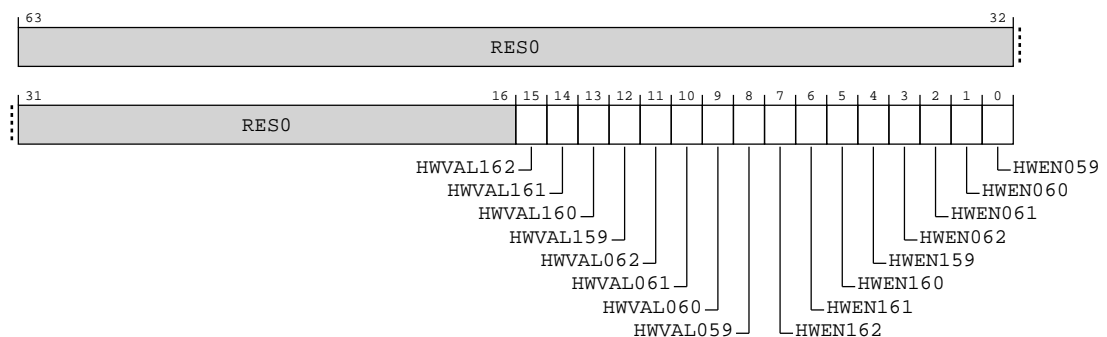 63 32
RES0
31 16 15 14 13 12 11 10 9 8 7 6 5 4 3 2 1 0
RES0
HWVAL162 HWEN059
HWVAL161 HWEN060
HWVAL160 HWEN061
HWVAL159 HWEN062
HWVAL062 HWEN159
HWVAL061 HWEN160
HWVAL060 HWEN161
HWVAL059 HWEN162